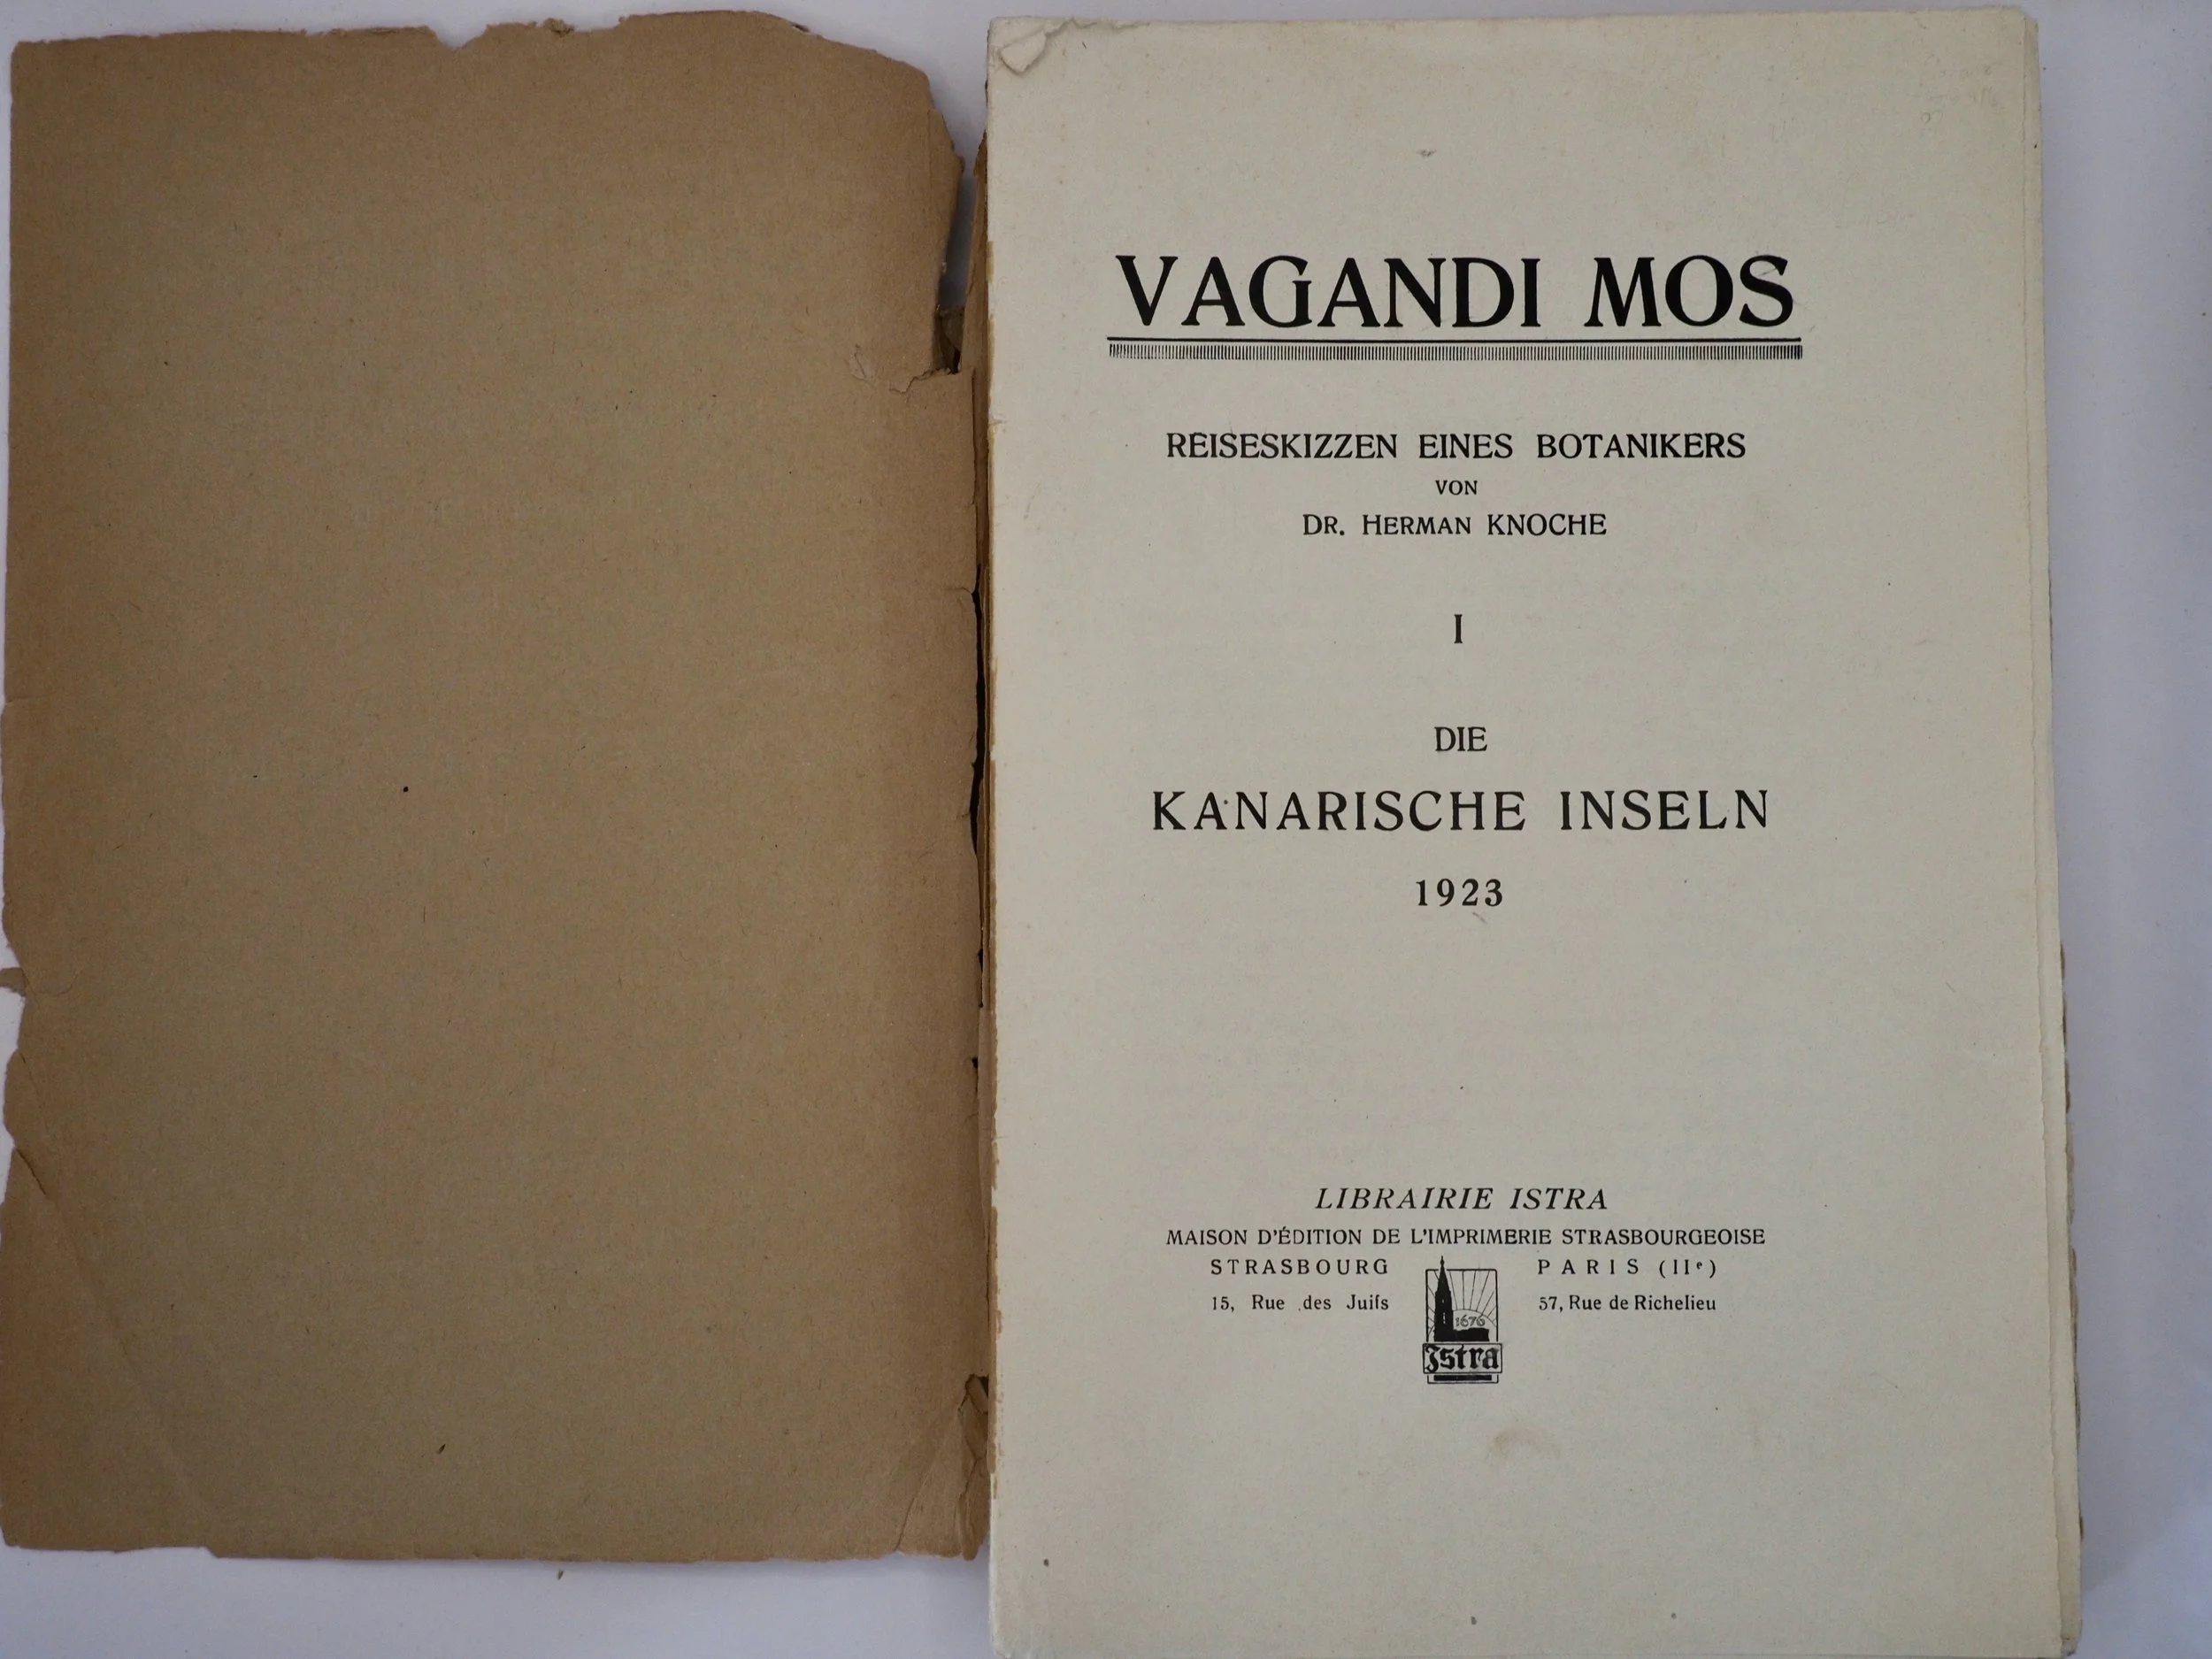 VAGANDI MOS
REISESKIZZEN EINES BOTANIKERS
VON
DR. HERMAN KNOCHE
I
DIE
KANARISCHE INSELN
1923
LIBRAIRIE ISTRA
MAISON D'ÉDITION DE L'IMPRIMERIE STRASBOURGEOISE
STRASBOURG
15, Rue des Juifs
PARIS (IIe)
57, Rue de Richelieu
1676
Istra